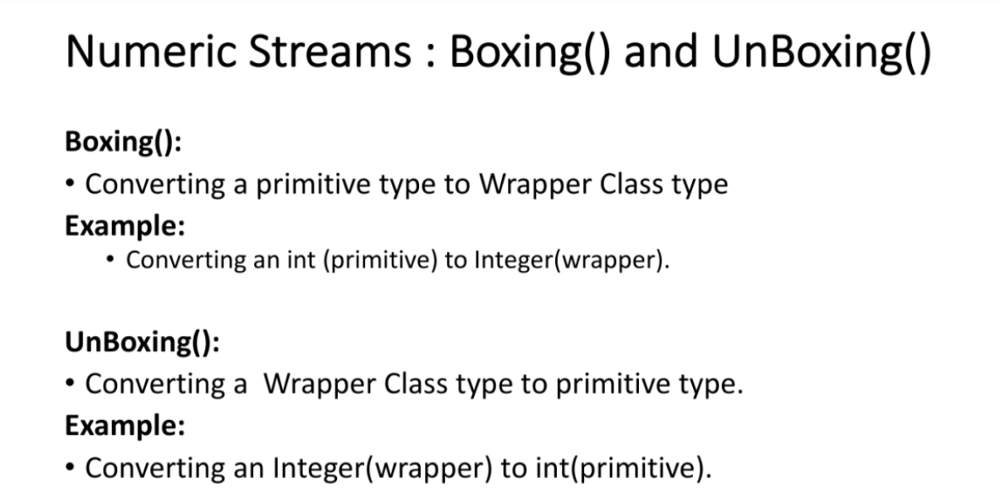 Numeric Streams : Boxing() and UnBoxing()
Boxing():
• Converting a primitive type to Wrapper Class type
Example:
• Converting an int (primitive) to Integer(wrapper).
UnBoxing():
• Converting a  Wrapper Class type to primitive type.
Example:
• Converting an Integer(wrapper) to int(primitive).